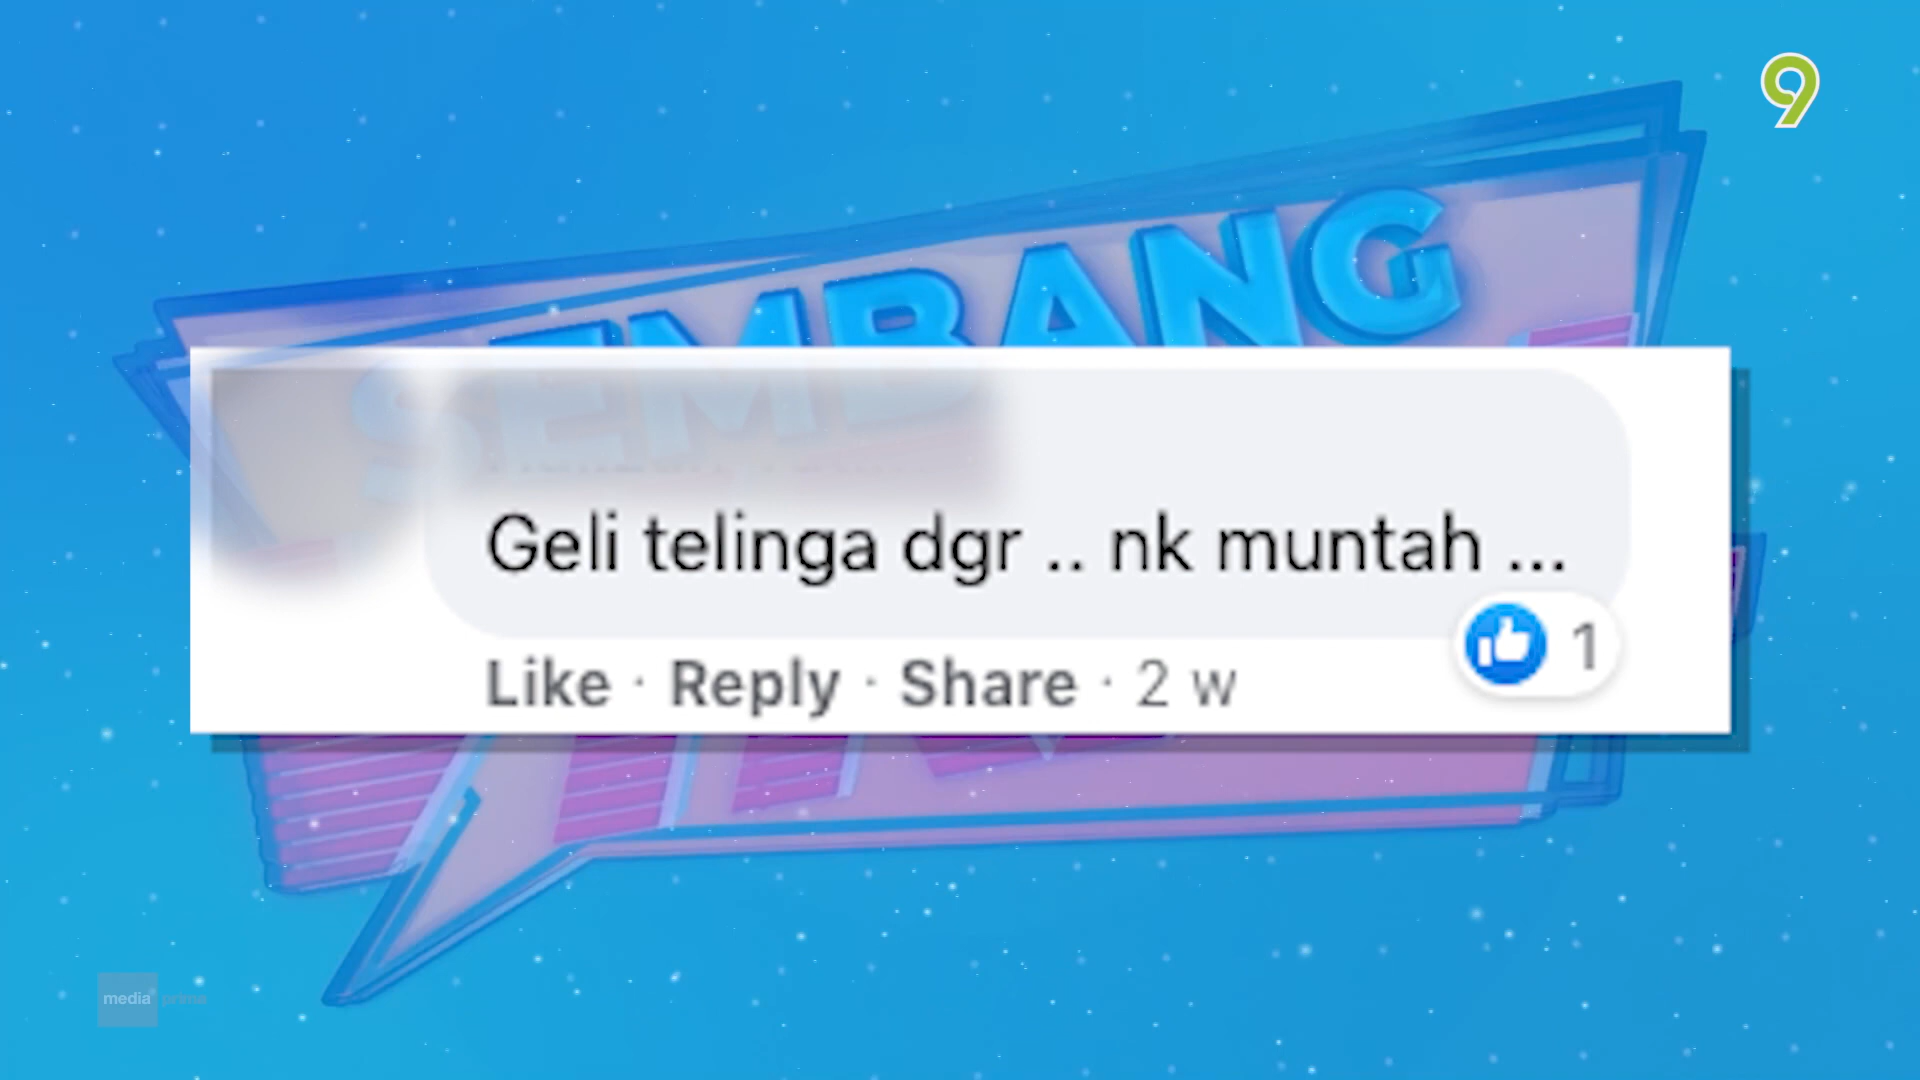 9
SEMBANG
Geli telinga dgr .. nk muntah ...
1
Like · Reply · Share · 2 w
media prima